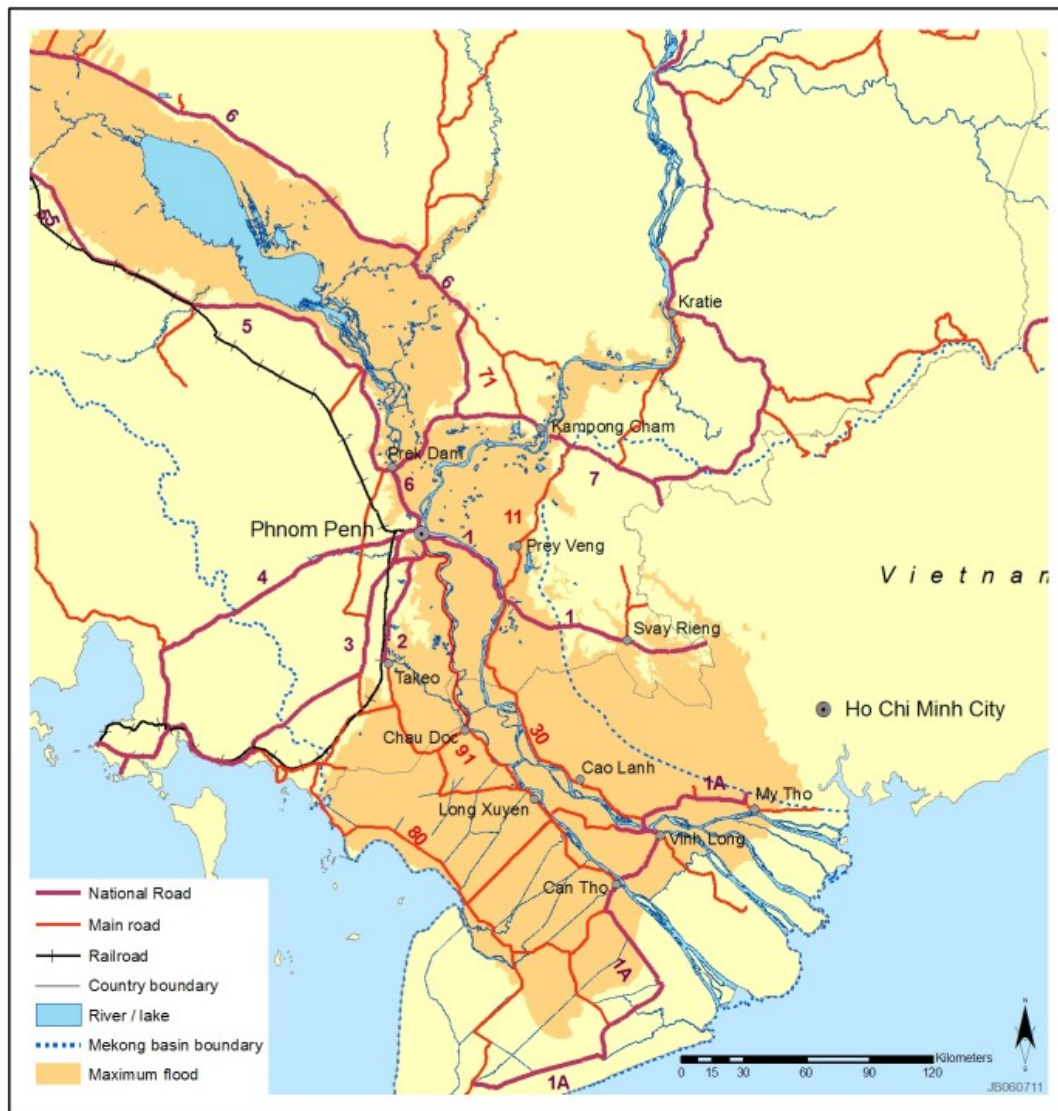 6
55
5
6
71
Kratie
Kampong Cham
Prek Dam
6
7
11
Phnom Penh
1
Prey Veng
4
Vietnam
1
3
2
Svay Rieng
Takeo
Ho Chi Minh City
Chau Doc
30
91
Cao Lanh
1A
My Tho
Long Xuyen
80
Vinh Long
Can Tho
1A
1A
National Road
Main road
Railroad
Country boundary
River / lake
Mekong basin boundary
Maximum flood
N
S
Kilometers
0 15 30 60 90 120
JB060711